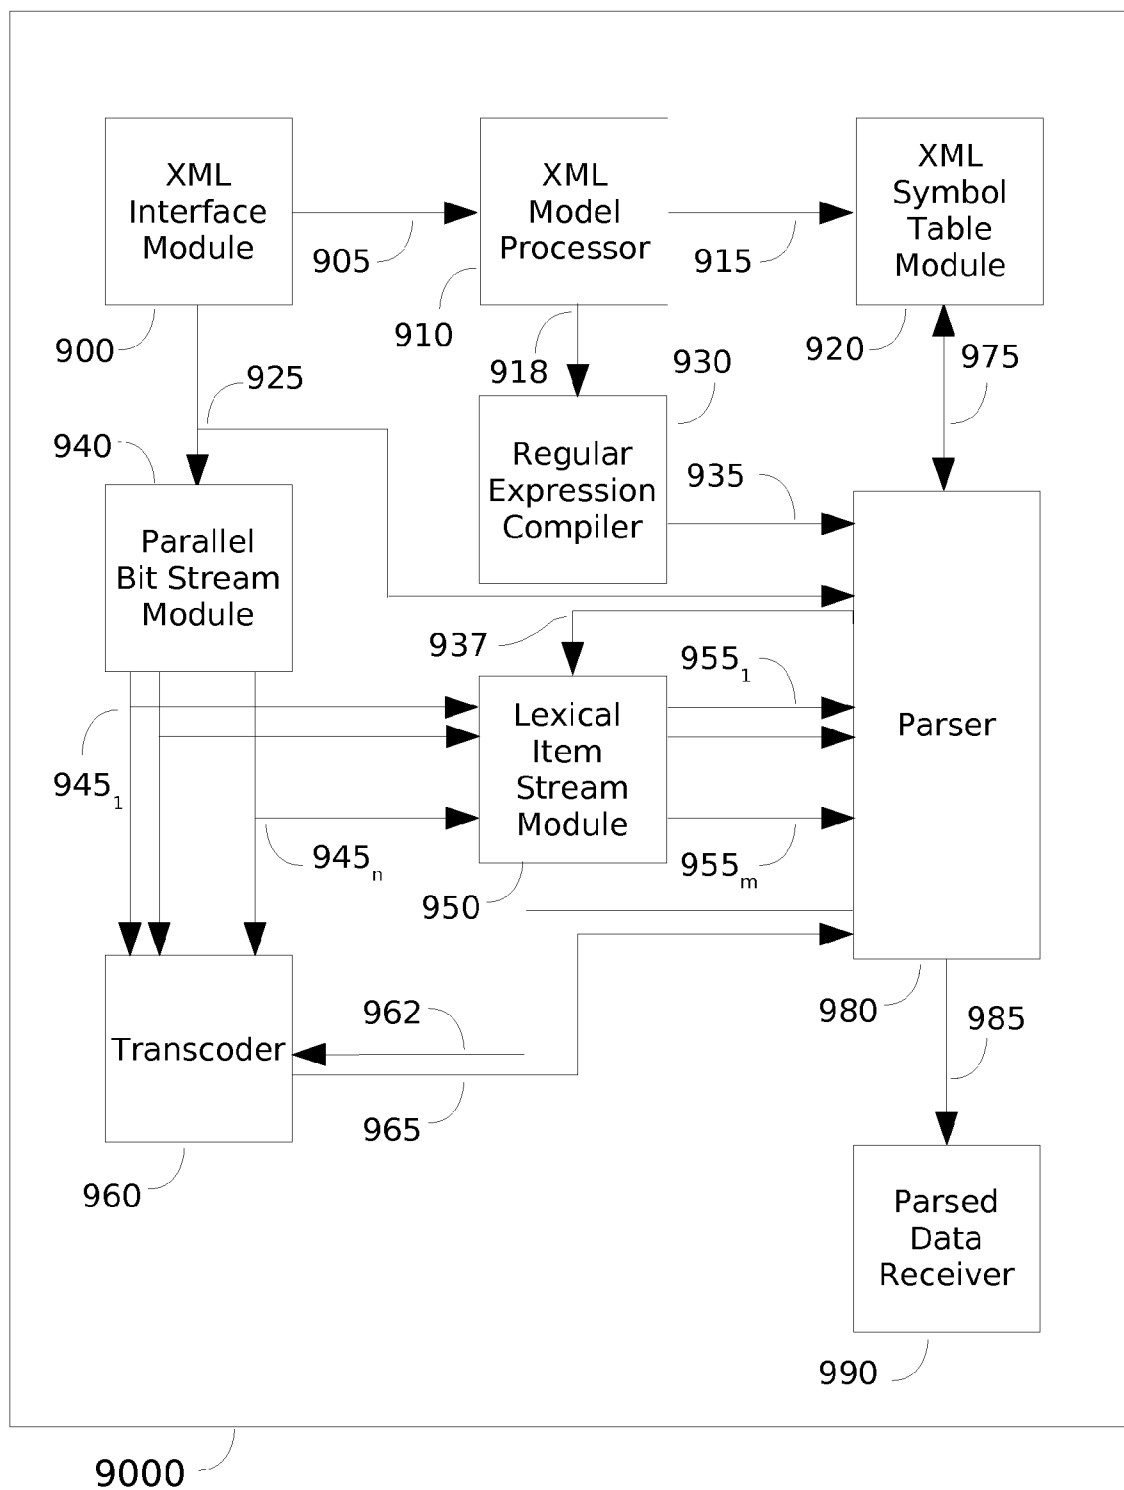 XML
Interface
Module
XML
Model
Processor
XML
Symbol
Table
Module
905
915
900
910
918
930
920
975
925
940
Regular
Expression
Compiler
935
Parallel
Bit Stream
Module
937
955 1
Lexical
Item
Stream
Module
Parser
945 1
945 n
955 m
950
962
980
985
Transcoder
965
960
Parsed
Data
Receiver
990
9000